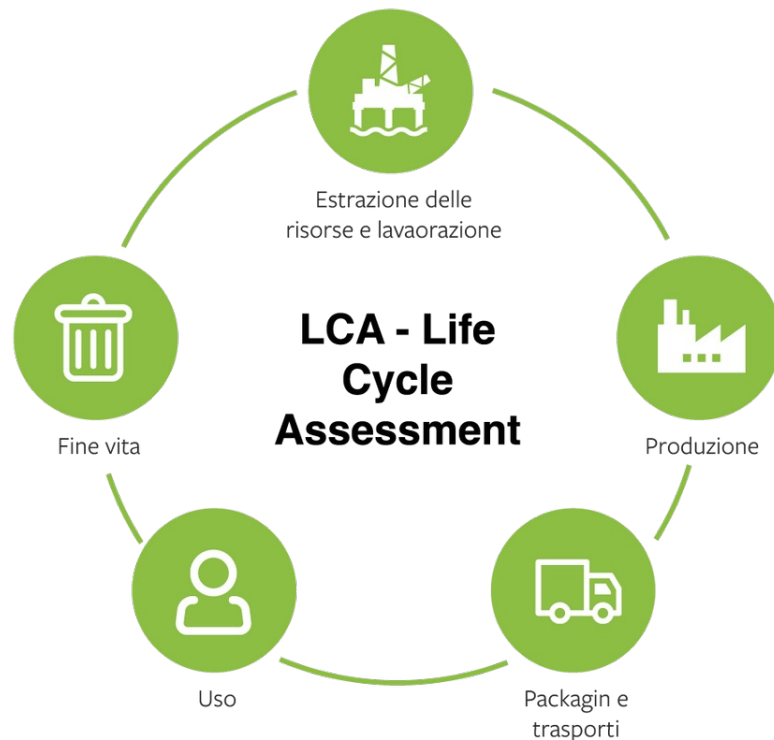 Estrazione delle
risorse e lavaorazione
LCA - Life
Cycle
Assessment
Fine vita
Produzione
Uso
Packagin e
trasporti